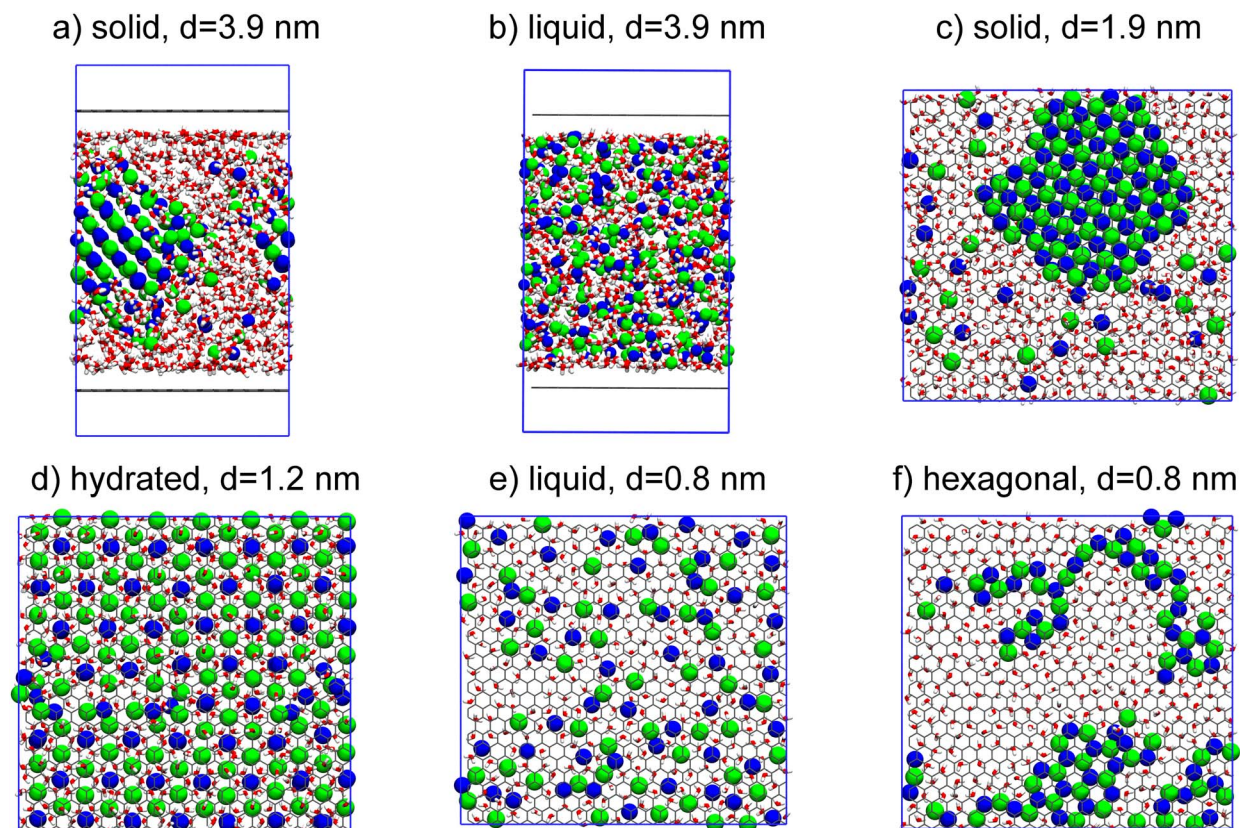 a) solid, d=3.9 nm
b) liquid, d=3.9 nm
c) solid, d=1.9 nm
d) hydrated, d=1.2 nm
e) liquid, d=0.8 nm
f) hexagonal, d=0.8 nm